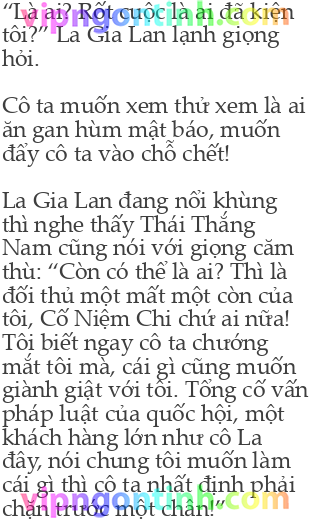 “Là ai? Rốt cuộc là ai đã kiện
vipngontinh.com
tôi?” La Gia Lan lạnh giọng
hỏi.
Cô ta muốn xem thử xem là ai
ăn gan hùm mật báo, muốn
đẩy cô ta vào chỗ chết!
La Gia Lan đang nổi khùng
thì nghe thấy Thái Thắng
Nam cũng nói với giọng căm
thù: “Còn có thể là ai? Thì là
đối thủ một mất một còn của
tôi, Cố Niệm Chi chứ ai nữa!
Tôi biết ngay cô ta chướng
mắt tôi mà, cái gì cũng muốn
giành giật với tôi. Tổng cố vấn
pháp luật của quốc hội, một
khách hàng lớn như cô La
đây, nói chung tôi muốn làm
cái gì thì cô ta nhất định phải
chặn trước một chân!”
vipngontinh.com